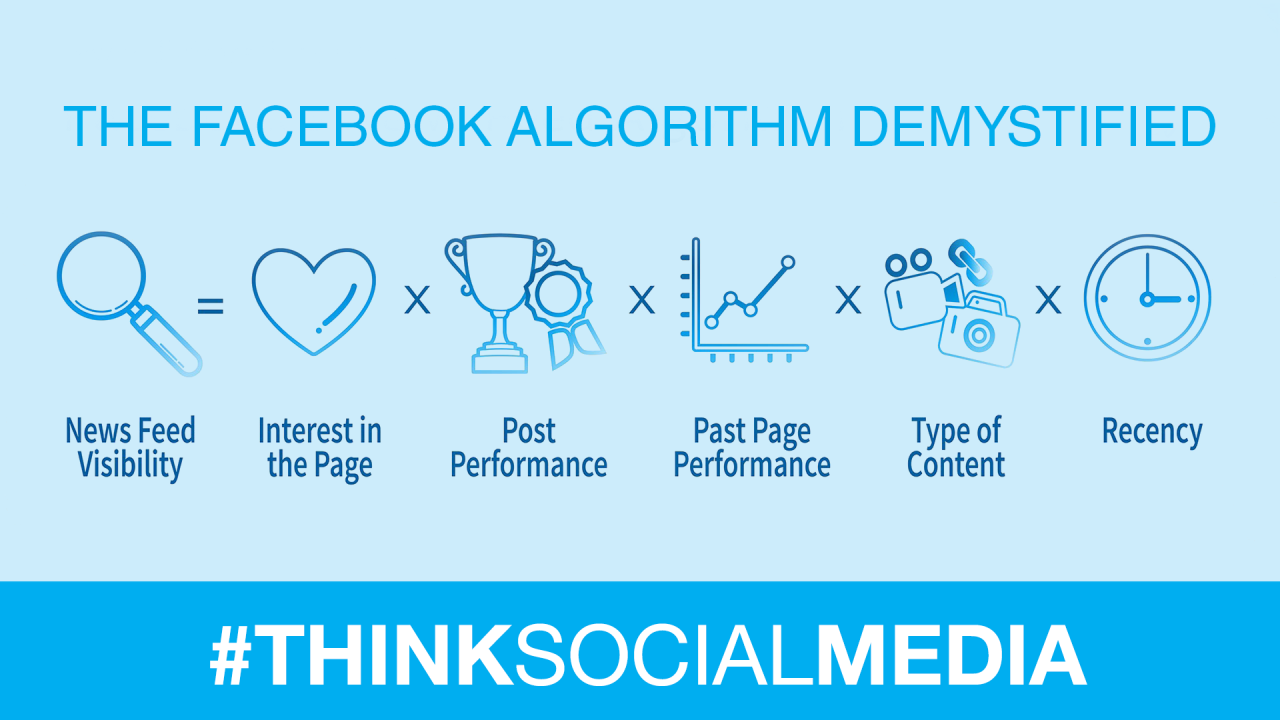 THE FACEBOOK ALGORITHM DEMYSTIFIED
= X X X X
News Feed Interest in Post Past Page Type of Recency
Visibility the Page Performance Performance Content
#THINKSOCIALMEDIA